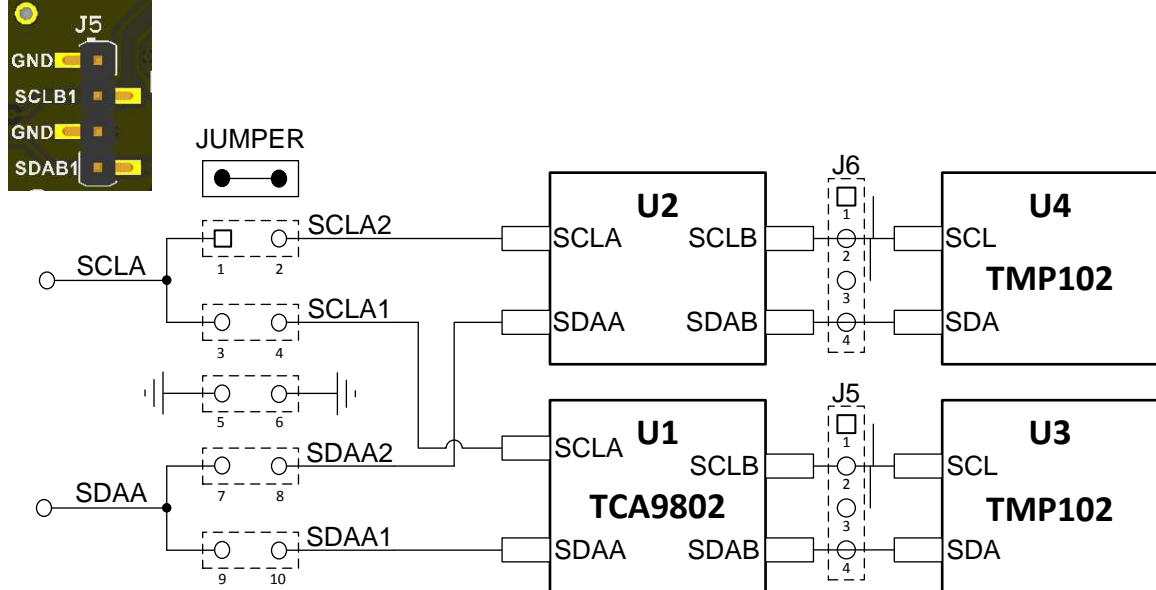 J5
GND
SCLB1
GND
SDAB1
JUMPER
SCLA
SCLA2
1 2
SCLA1
3 4
5 6
SDAA
SDAA2
7 8
SDAA1
9 10
U2
SCLA SCLB
SDAA SDAB
J6
1
2
3
4
U4
SCL
TMP102
SDA
U1
SCLA SCLB
TCA9802
SDAA SDAB
J5
1
2
3
4
U3
SCL
TMP102
SDA